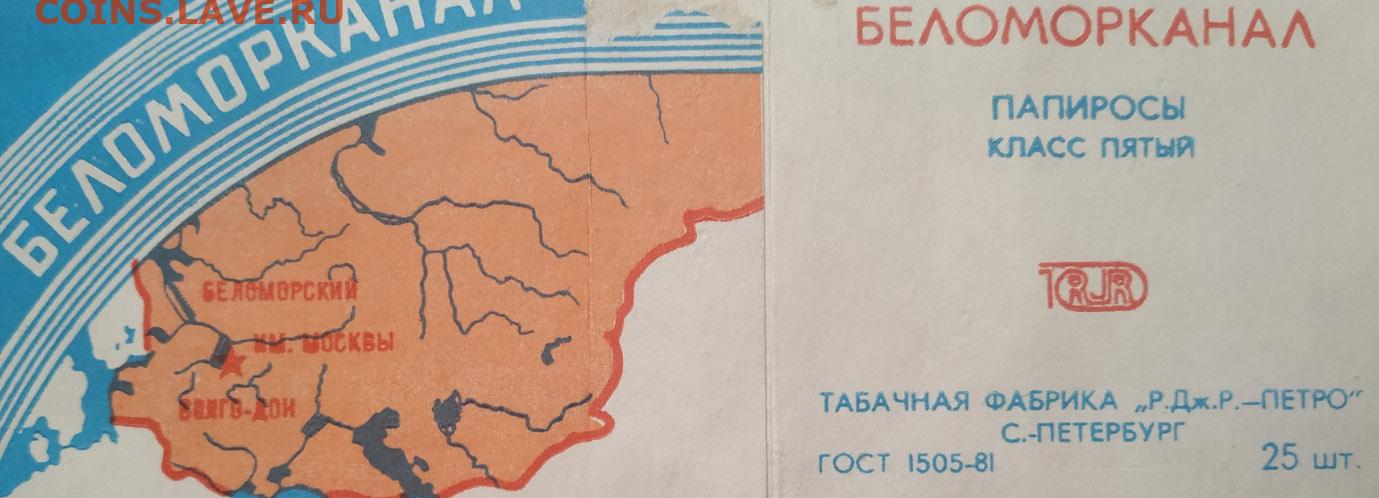 COINS.LAVE.RU
БЕЛОМОРКАНАЛ
БЕЛОМОРСКИЙ
ИМ. МОСКВЫ
ВОЛГО-ДОН
БЕЛОМОРКАНАЛ
ПАПИРОСЫ
КЛАСС ПЯТЫЙ
RJR
ТАБАЧНАЯ ФАБРИКА „Р.Дж.Р.–ПЕТРО"
С.-ПЕТЕРБУРГ
ГОСТ 1505-81
25 шт.